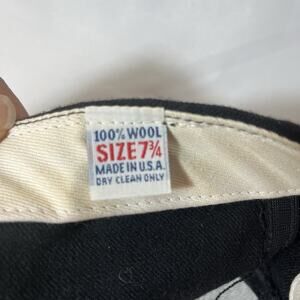 100% WOOL
SIZE 7¾
MADE IN U.S.A.
DRY CLEAN ONLY